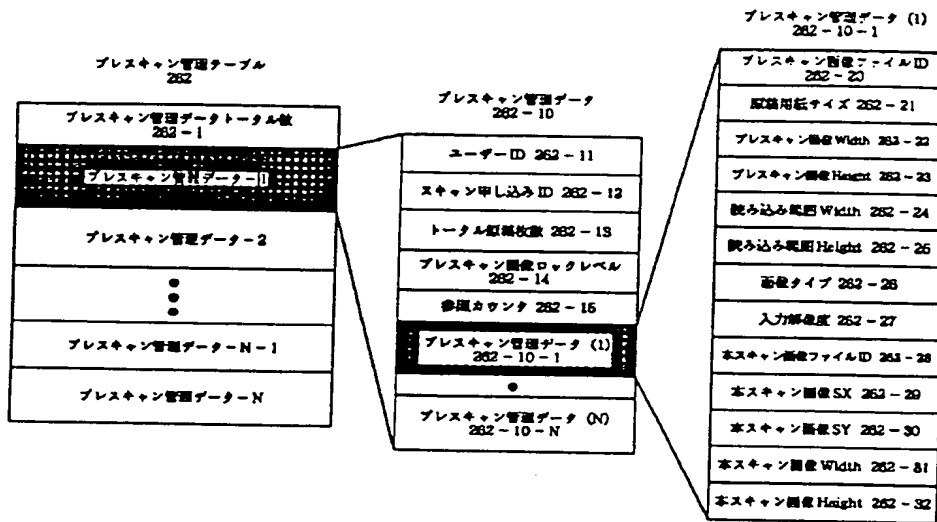 プレスキャン管理テーブル
262
プレスキャン管理データトータル数
262-1
プレスキャン管理データ-1
プレスキャン管理データ-2
プレスキャン管理データ-N-1
プレスキャン管理データ-N
プレスキャン管理データ
262-10
ユーザーID 262-11
スキャン申し込みID 262-12
トータル原稿枚数 262-13
プレスキャン画像ロックレベル
262-14
参照カウンタ 262-15
プレスキャン管理データ (1)
262-10-1
プレスキャン管理データ (N)
262-10-N
プレスキャン管理データ (1)
262-10-1
プレスキャン画像ファイルID
262-20
原稿用紙サイズ 262-21
プレスキャン画像Width 262-22
プレスキャン画像Height 262-23
読み込み範囲Width 262-24
読み込み範囲Height 262-25
画像タイプ 262-26
入力解像度 262-27
本スキャン画像ファイルID 262-28
本スキャン画像SX 262-29
本スキャン画像SY 262-30
本スキャン画像Width 262-31
本スキャン画像Height 262-32